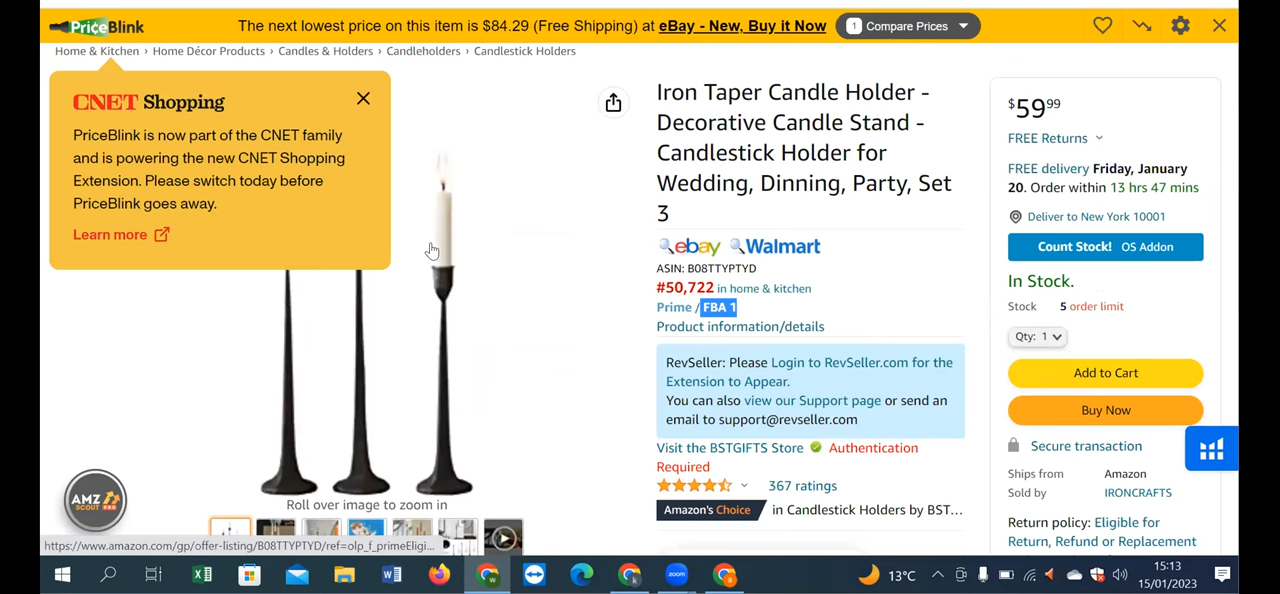 PriceBlink
The next lowest price on this item is $84.29 (Free Shipping) at eBay - New, Buy it Now
1 Compare Prices
Home & Kitchen › Home Décor Products › Candles & Holders › Candleholders › Candlestick Holders
CNET Shopping
PriceBlink is now part of the CNET family
and is powering the new CNET Shopping
Extension. Please switch today before
PriceBlink goes away.
Learn more
Roll over image to zoom in
AMZ
SCOUT PRO
https://www.amazon.com/gp/offer-listing/B08TTYPTYD/ref=olp_f_primeEligi...
Iron Taper Candle Holder -
Decorative Candle Stand -
Candlestick Holder for
Wedding, Dinning, Party, Set
3
ebay Walmart
ASIN: B08TTYPTYD
#50,722 in home & kitchen
Prime / FBA 1
Product information/details
RevSeller: Please Login to RevSeller.com for the
Extension to Appear.
You can also view our Support page or send an
email to support@revseller.com
Visit the BSTGIFTS Store Authentication
Required
367 ratings
Amazon's Choice in Candlestick Holders by BST...
$59 99
FREE Returns
FREE delivery Friday, January
20. Order within 13 hrs 47 mins
Deliver to New York 10001
Count Stock! OS Addon
In Stock.
Stock 5 order limit
Qty: 1
Add to Cart
Buy Now
Secure transaction
Ships from Amazon
Sold by IRONCRAFTS
Return policy: Eligible for
Return, Refund or Replacement
zoom
13°C
15:13
15/01/2023